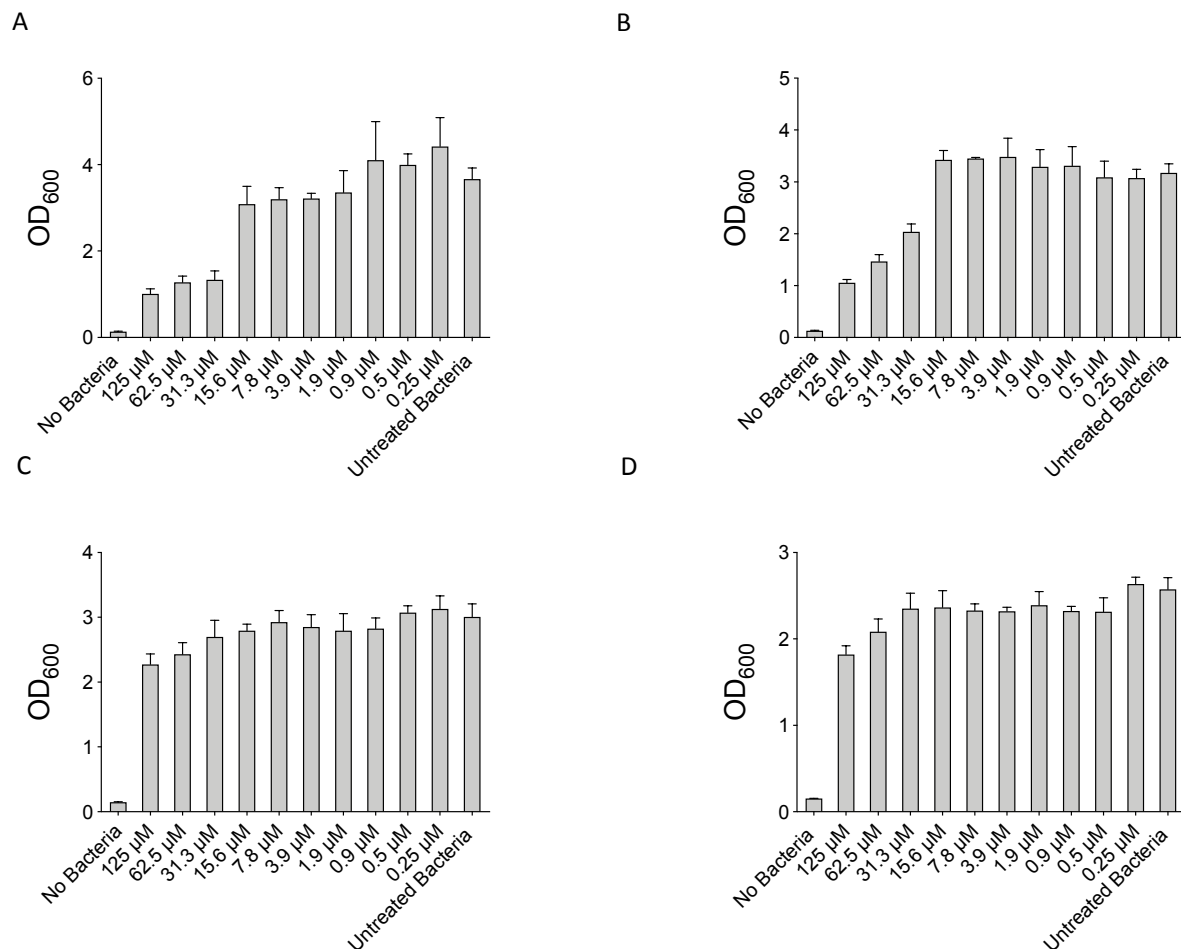 A
B
OD600
6
4
2
0
No Bacteria
125 µM
62.5 µM
31.3 µM
15.6 µM
7.8 µM
3.9 µM
1.9 µM
0.9 µM
0.5 µM
0.25 µM
Untreated Bacteria
OD600
5
4
3
2
1
0
No Bacteria
125 µM
62.5 µM
31.3 µM
15.6 µM
7.8 µM
3.9 µM
1.9 µM
0.9 µM
0.5 µM
0.25 µM
Untreated Bacteria
C
D
OD600
4
3
2
1
0
No Bacteria
125 µM
62.5 µM
31.3 µM
15.6 µM
7.8 µM
3.9 µM
1.9 µM
0.9 µM
0.5 µM
0.25 µM
Untreated Bacteria
OD600
3
2
1
0
No Bacteria
125 µM
62.5 µM
31.3 µM
15.6 µM
7.8 µM
3.9 µM
1.9 µM
0.9 µM
0.5 µM
0.25 µM
Untreated Bacteria